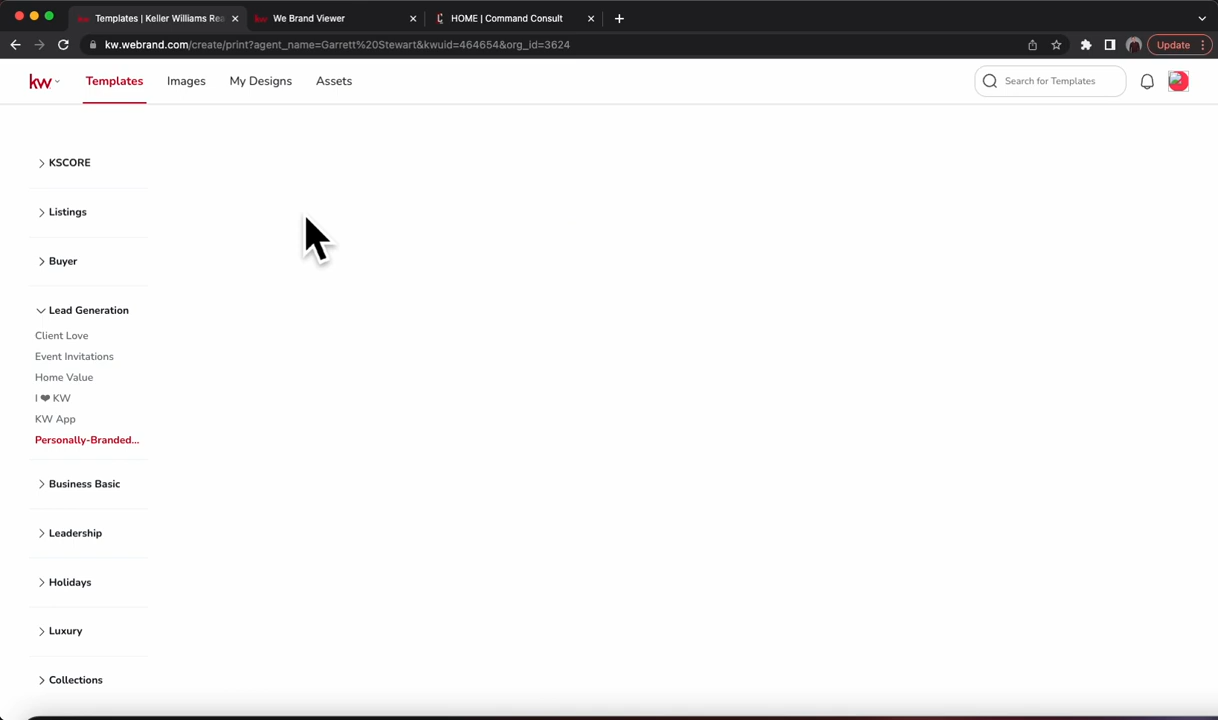 Templates | Keller Williams Rea
We Brand Viewer
HOME | Command Consult
kw.webrand.com/create/print?agent_name=Garrett%20Stewart&kwuid=464654&org_id=3624
Update
kw
Templates
Images
My Designs
Assets
Search for Templates
KSCORE
Listings
Buyer
Lead Generation
Client Love
Event Invitations
Home Value
I ❤ KW
KW App
Personally-Branded...
Business Basic
Leadership
Holidays
Luxury
Collections